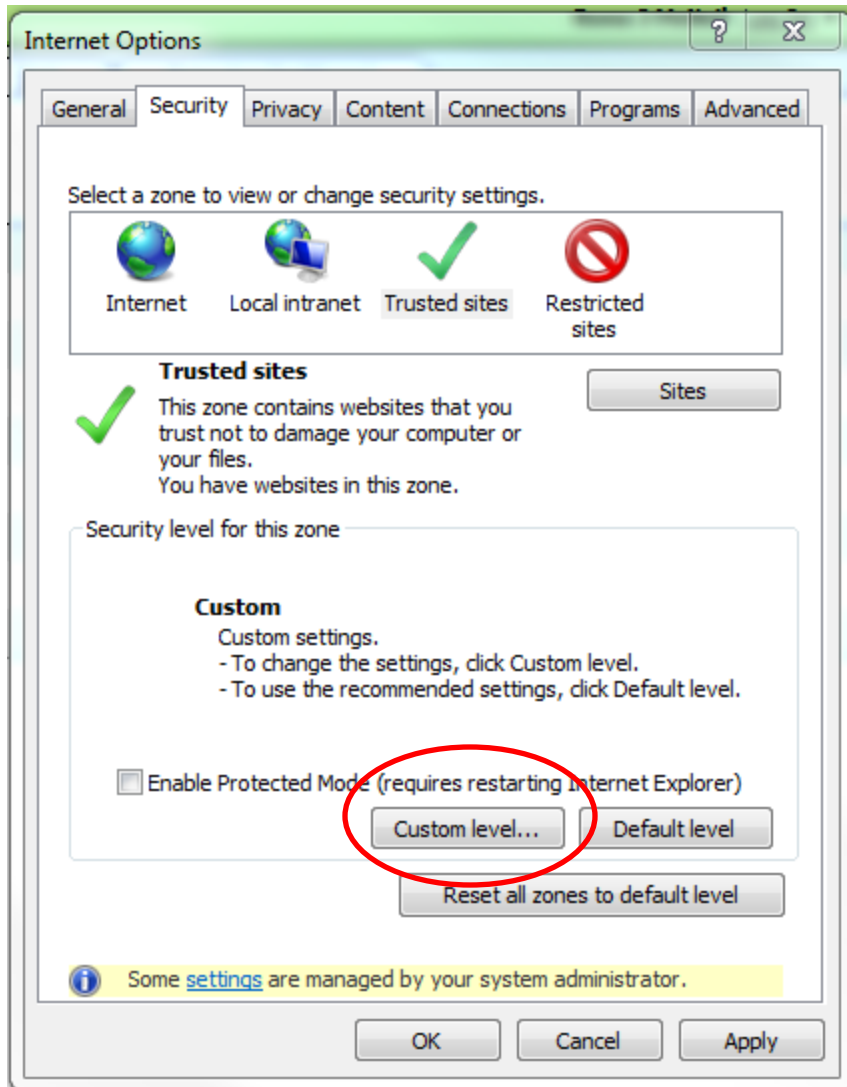 Internet Options
General Security Privacy Content Connections Programs Advanced
Select a zone to view or change security settings.
Internet Local intranet Trusted sites Restricted sites
Trusted sites
Sites
This zone contains websites that you
trust not to damage your computer or
your files.
You have websites in this zone.
Security level for this zone
Custom
Custom settings.
- To change the settings, click Custom level.
- To use the recommended settings, click Default level.
Enable Protected Mode (requires restarting Internet Explorer)
Custom level... Default level
Reset all zones to default level
Some settings are managed by your system administrator.
OK Cancel Apply